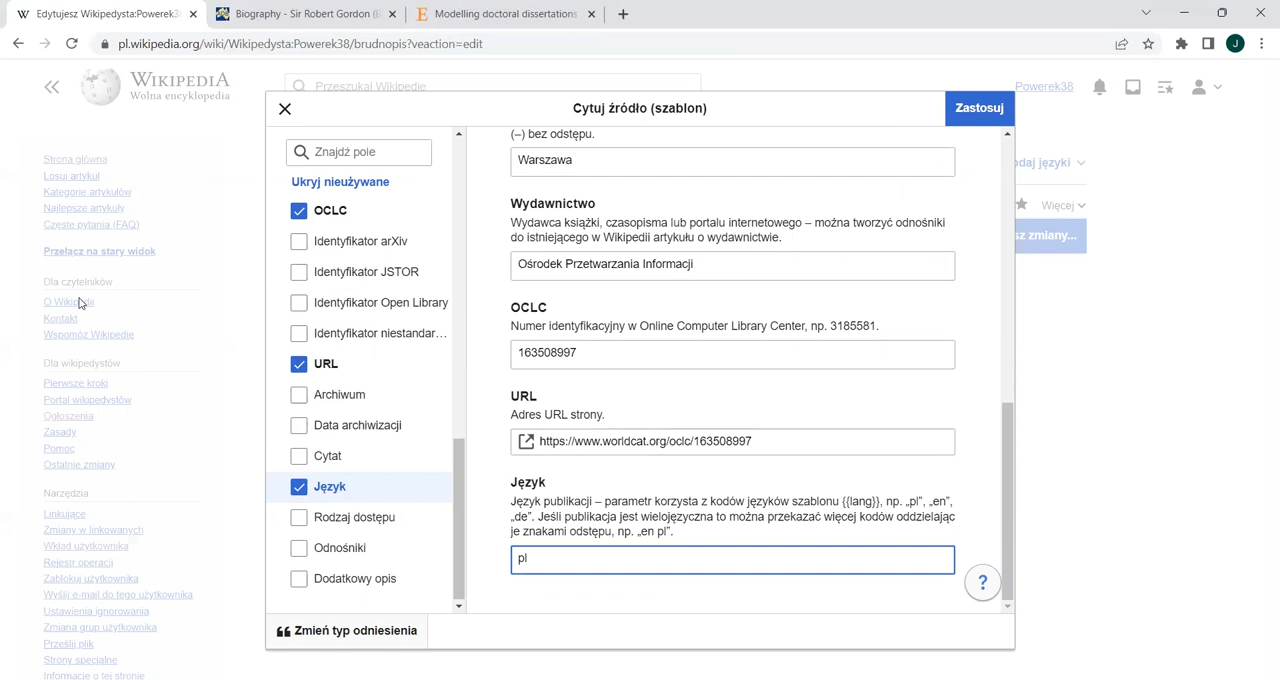 Edytujesz Wikipedysta:Powerek38
Biography - Sir Robert Gordon (B
Modelling doctoral dissertations
pl.wikipedia.org/wiki/Wikipedysta:Powerek38/brudnopis?veaction=edit
J
WIKIPEDIA
Wolna encyklopedia
Przeszukaj Wikipedię
Powerek38
Strona główna
Losuj artykuł
Kategorie artykułów
Najlepsze artykuły
Częste pytania (FAQ)
Przełącz na stary widok
Dla czytelników
O Wikipedii
Kontakt
Wspomóż Wikipedię
Dla wikipedystów
Pierwsze kroki
Portal wikipedystów
Ogłoszenia
Zasady
Pomoc
Ostatnie zmiany
Narzędzia
Linkujące
Zmiany w linkowanych
Wkład użytkownika
Rejestr operacji
Zablokuj użytkownika
Wyślij e-mail do tego użytkownika
Ustawienia ignorowania
Zmiana grup użytkownika
Prześlij plik
Strony specjalne
Informacje o tej stronie
Cytuj źródło (szablon)
Zastosuj
Znajdź pole
Ukryj nieużywane
OCLC
Identyfikator arXiv
Identyfikator JSTOR
Identyfikator Open Library
Identyfikator niestandar...
URL
Archiwum
Data archiwizacji
Cytat
Język
Rodzaj dostępu
Odnośniki
Dodatkowy opis
(–) bez odstępu.
Warszawa
Wydawnictwo
Wydawca książki, czasopisma lub portalu internetowego – można tworzyć odnośniki
do istniejącego w Wikipedii artykułu o wydawnictwie.
Ośrodek Przetwarzania Informacji
OCLC
Numer identyfikacyjny w Online Computer Library Center, np. 3185581.
163508997
URL
Adres URL strony.
https://www.worldcat.org/oclc/163508997
Język
Język publikacji – parametr korzysta z kodów języków szablonu {{lang}}, np. „pl”, „en”,
„de”. Jeśli publikacja jest wielojęzyczna to można przekazać więcej kodów oddzielając
je znakami odstępu, np. „en pl”.
pl
?
Zmień typ odniesienia
odaj języki
Więcej
sz zmiany...